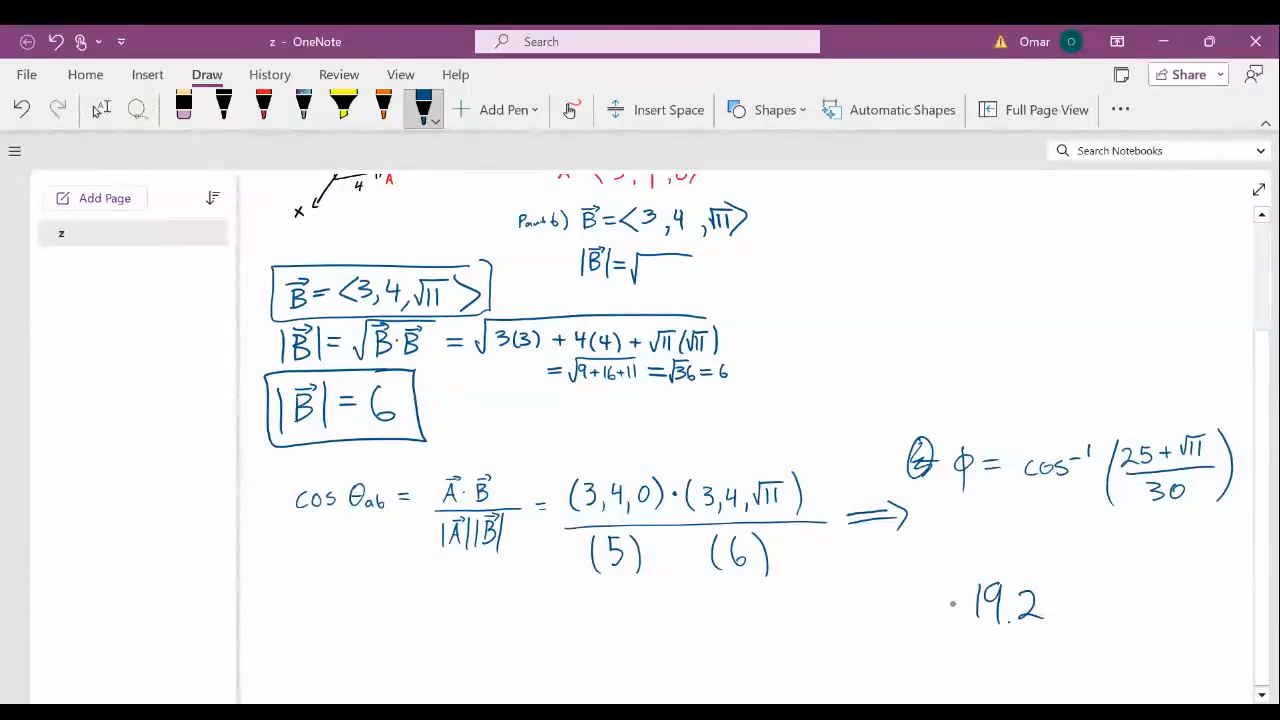 z - OneNote
Search
Omar
File Home Insert Draw History Review View Help
Share
Add Pen
Insert Space
Shapes
Automatic Shapes
Full Page View
Search Notebooks
Add Page
z
4 A
x
Part b) B⃗ = <3, 4, √11>
|B⃗| = √
B⃗ = <3, 4, √11>
|B⃗| = √B⃗·B⃗ = √3(3) + 4(4) + √11(√11)
= √9+16+11 = √36 = 6
|B⃗| = 6
cos θab = A⃗·B⃗ / |A⃗||B⃗| = (3,4,0)·(3,4,√11) / (5) (6) ⟹
ϕ = cos⁻¹ (25+√11 / 30)
19.2